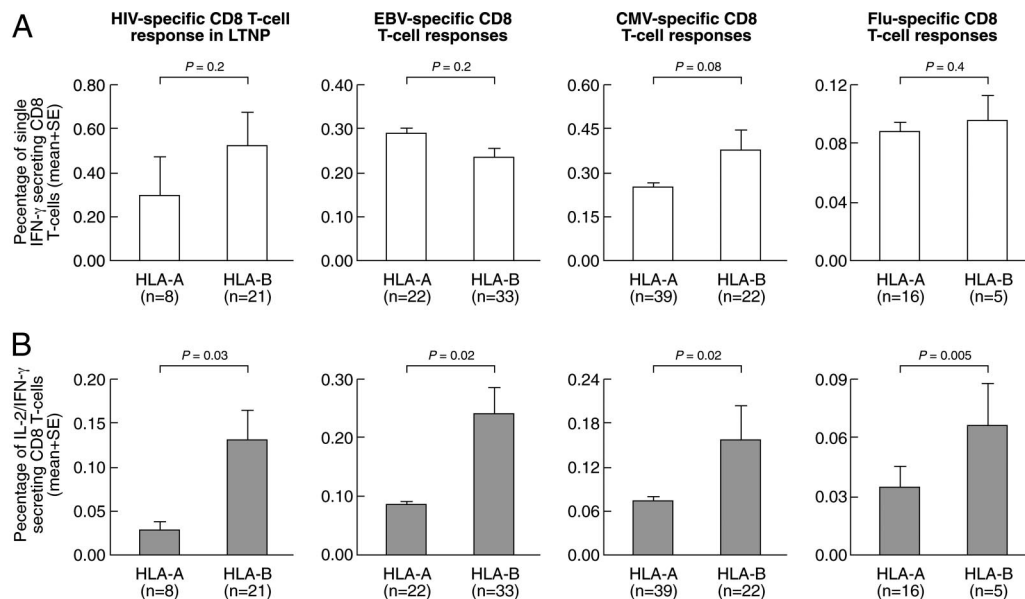 A
HIV-specific CD8 T-cell
response in LTNP
EBV-specific CD8
T-cell responses
CMV-specific CD8
T-cell responses
Flu-specific CD8
T-cell responses
Pecentage of single
IFN-γ secreting CD8
T-cells (mean+SE)
P = 0.2
0.80
0.60
0.40
0.20
0.00
HLA-A
(n=8)
HLA-B
(n=21)
P = 0.2
0.40
0.30
0.20
0.10
0.00
HLA-A
(n=22)
HLA-B
(n=33)
P = 0.08
0.60
0.45
0.30
0.15
0.00
HLA-A
(n=39)
HLA-B
(n=22)
P = 0.4
0.12
0.08
0.04
0.00
HLA-A
(n=16)
HLA-B
(n=5)
B
Pecentage of IL-2/IFN-γ
secreting CD8 T-cells
(mean+SE)
P = 0.03
0.20
0.15
0.10
0.05
0.00
HLA-A
(n=8)
HLA-B
(n=21)
P = 0.02
0.30
0.20
0.10
0.00
HLA-A
(n=22)
HLA-B
(n=33)
P = 0.02
0.24
0.18
0.12
0.06
0.00
HLA-A
(n=39)
HLA-B
(n=22)
P = 0.005
0.09
0.06
0.03
0.00
HLA-A
(n=16)
HLA-B
(n=5)